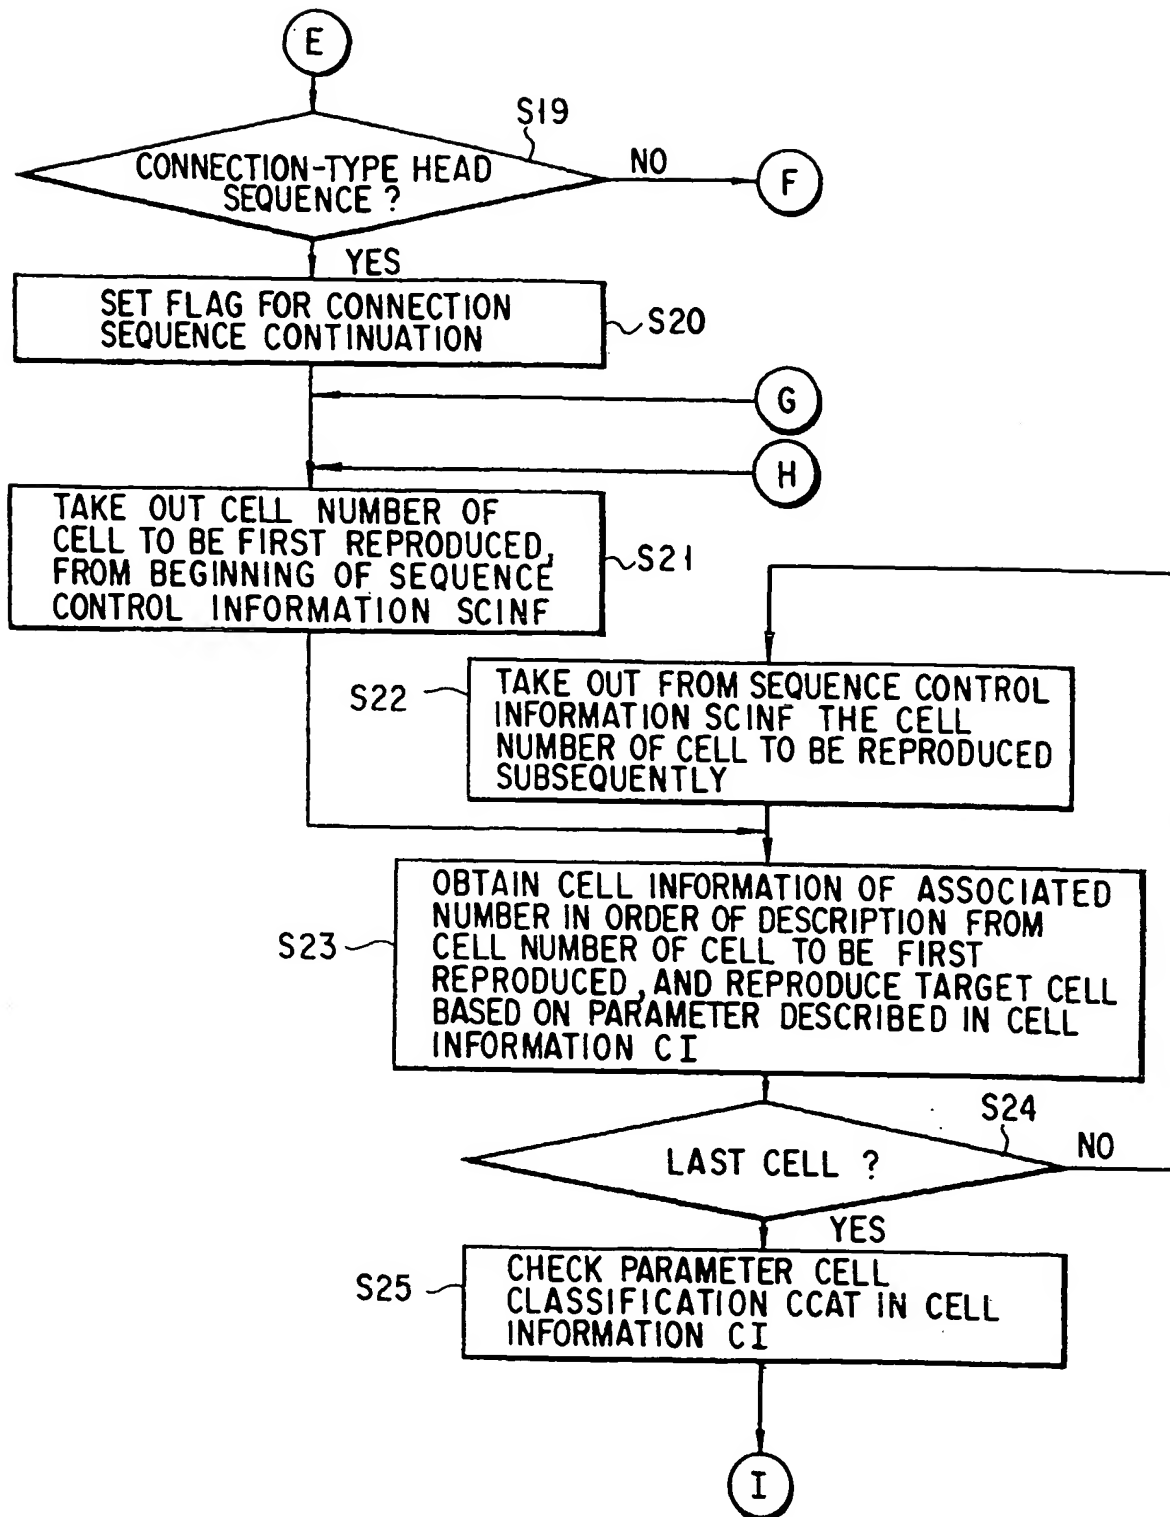 E
S19
CONNECTION-TYPE HEAD
SEQUENCE ?
NO
F
YES
SET FLAG FOR CONNECTION
SEQUENCE CONTINUATION
S20
G
H
TAKE OUT CELL NUMBER OF
CELL TO BE FIRST REPRODUCED,
FROM BEGINNING OF SEQUENCE
CONTROL INFORMATION SCINF
S21
S22
TAKE OUT FROM SEQUENCE CONTROL
INFORMATION SCINF THE CELL
NUMBER OF CELL TO BE REPRODUCED
SUBSEQUENTLY
S23
OBTAIN CELL INFORMATION OF ASSOCIATED
NUMBER IN ORDER OF DESCRIPTION FROM
CELL NUMBER OF CELL TO BE FIRST
REPRODUCED, AND REPRODUCE TARGET CELL
BASED ON PARAMETER DESCRIBED IN CELL
INFORMATION CI
S24
LAST CELL ?
NO
YES
S25
CHECK PARAMETER CELL
CLASSIFICATION CCAT IN CELL
INFORMATION CI
I